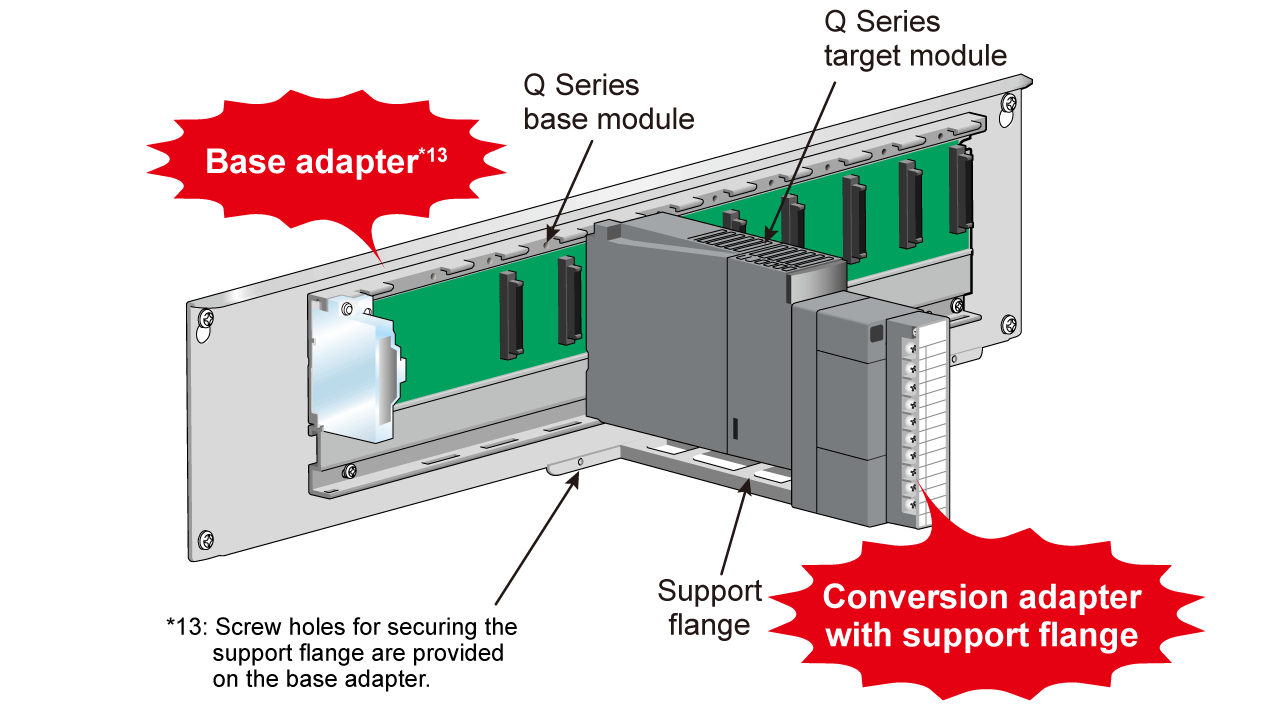 Q Series
target module
Q Series
base module
Base adapter*13
Support
flange
Conversion adapter
with support flange
*13: Screw holes for securing the
support flange are provided
on the base adapter.